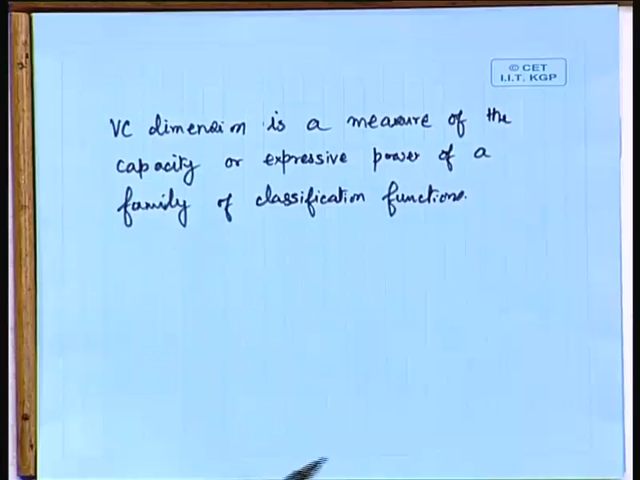 © CET
I.I.T. KGP
VC dimension is a measure of the
capacity or expressive power of a
family of classification functions.